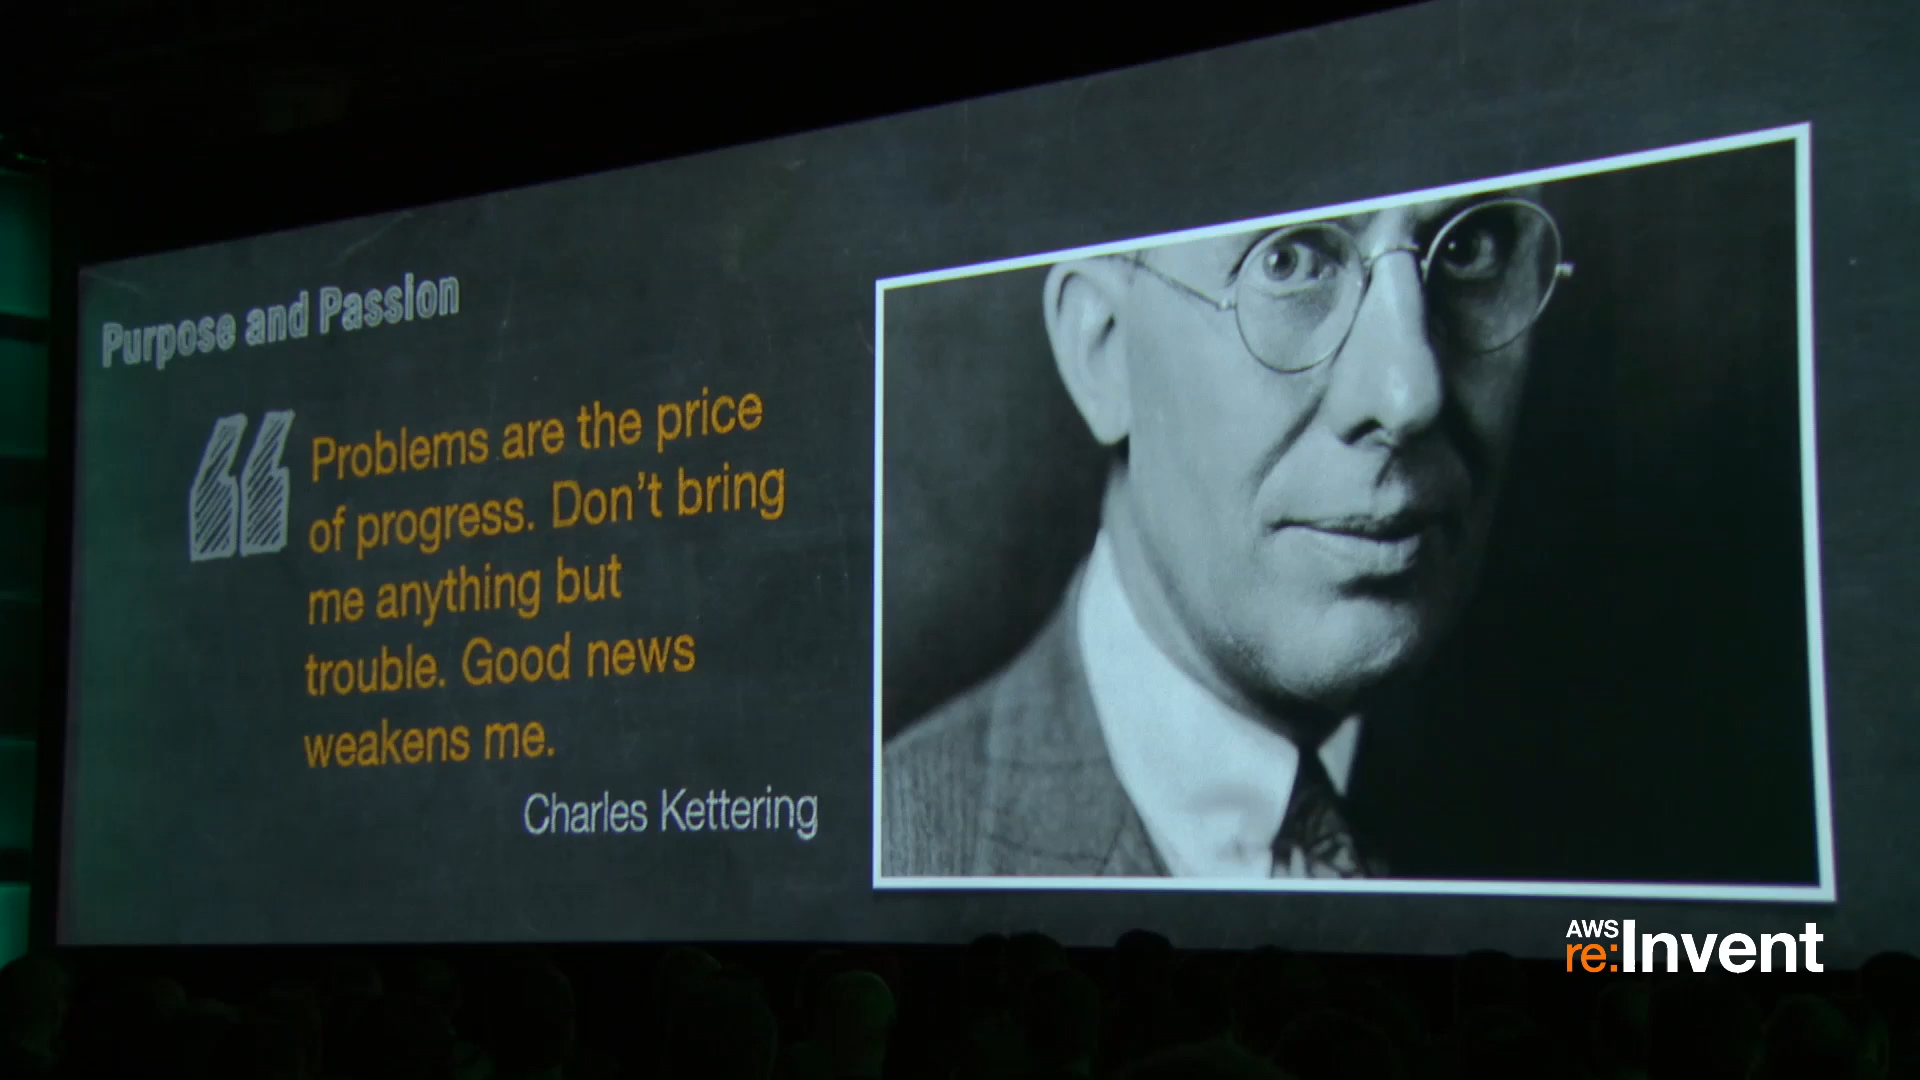 Purpose and Passion
“
Problems are the price
of progress. Don't bring
me anything but
trouble. Good news
weakens me.
Charles Kettering
AWS
re:Invent